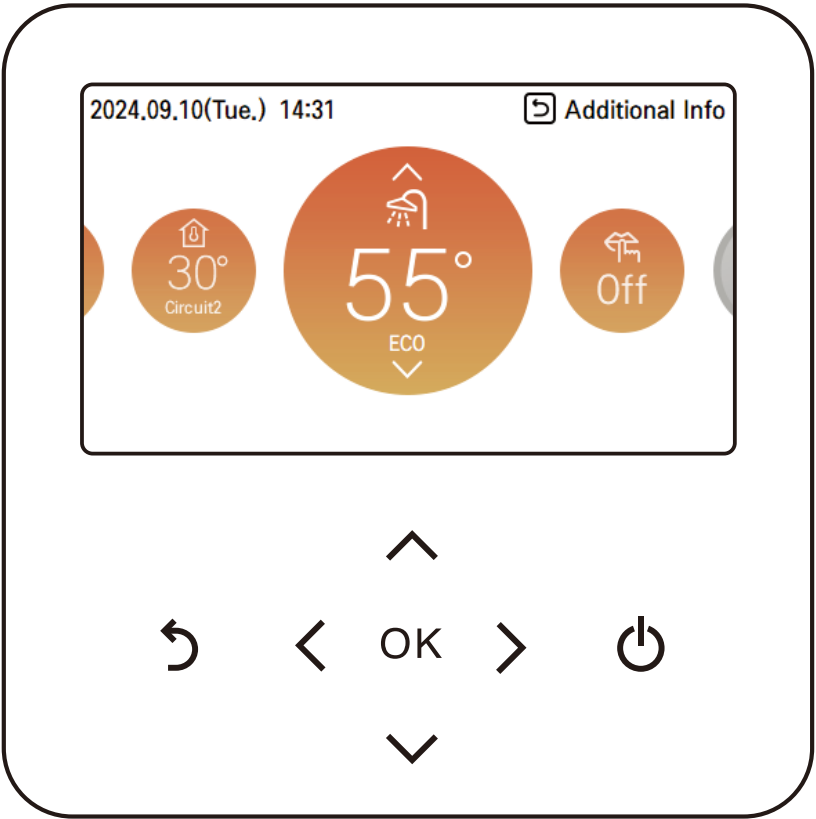 2024.09.10(Tue.) 14:31
Additional Info
30°
Circuit2
55°
ECO
Off
OK